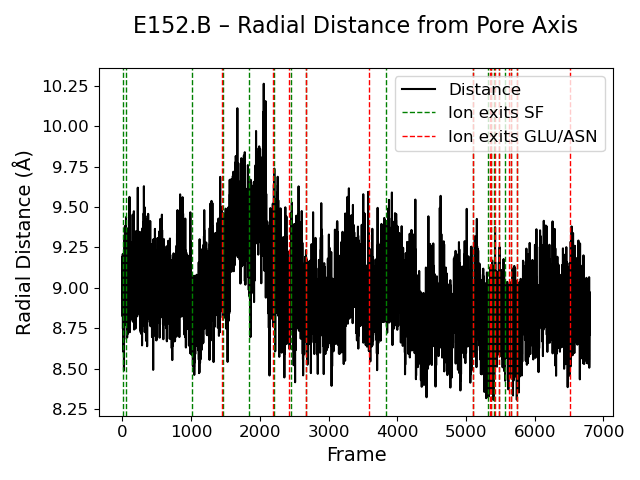 E152.B – Radial Distance from Pore Axis
Distance
Ion exits SF
Ion exits GLU/ASN
Radial Distance (Å)
10.25
10.00
9.75
9.50
9.25
9.00
8.75
8.50
8.25
0 1000 2000 3000 4000 5000 6000 7000
Frame